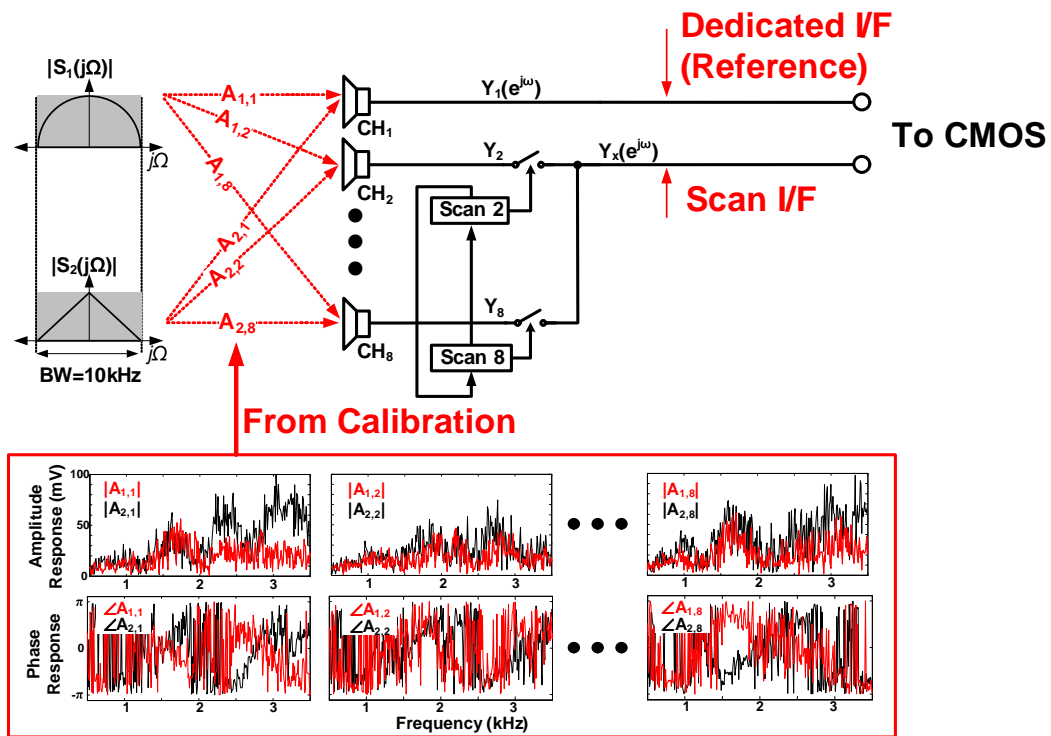 Dedicated I/F
(Reference)
|S₁(jΩ)|
A₁,₁
A₁,₂
A₁,₈
CH₁
Y₁(e^jω)
To CMOS
jΩ
Y₂
Yₓ(e^jω)
CH₂
Scan 2
Scan I/F
A₂,₁
A₂,₂
|S₂(jΩ)|
A₂,₈
Y₈
CH₈
Scan 8
jΩ
BW=10kHz
From Calibration
Amplitude
Response (mV)
100
50
0
|A₁,₁|
|A₂,₁|
1 2 3
|A₁,₂|
|A₂,₂|
1 2 3
|A₁,₈|
|A₂,₈|
1 2 3
Phase
Response
π
0
-π
∠A₁,₁
∠A₂,₁
1 2 3
∠A₁,₂
∠A₂,₂
1 2 3
∠A₁,₈
∠A₂,₈
1 2 3
Frequency (kHz)